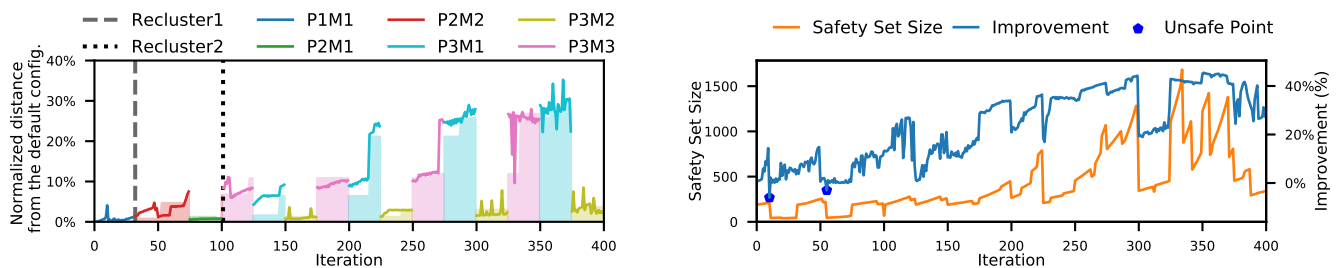 Recluster1 P1M1 P2M2 P3M2
Recluster2 P2M1 P3M1 P3M3
Normalized distance
from the default config.
40%
30%
20%
10%
0%
0 50 100 150 200 250 300 350 400
Iteration
Safety Set Size Improvement Unsafe Point
Safety Set Size
1500
1000
500
0
0 50 100 150 200 250 300 350 400
Iteration
40%
20%
0%
Improvement (%)